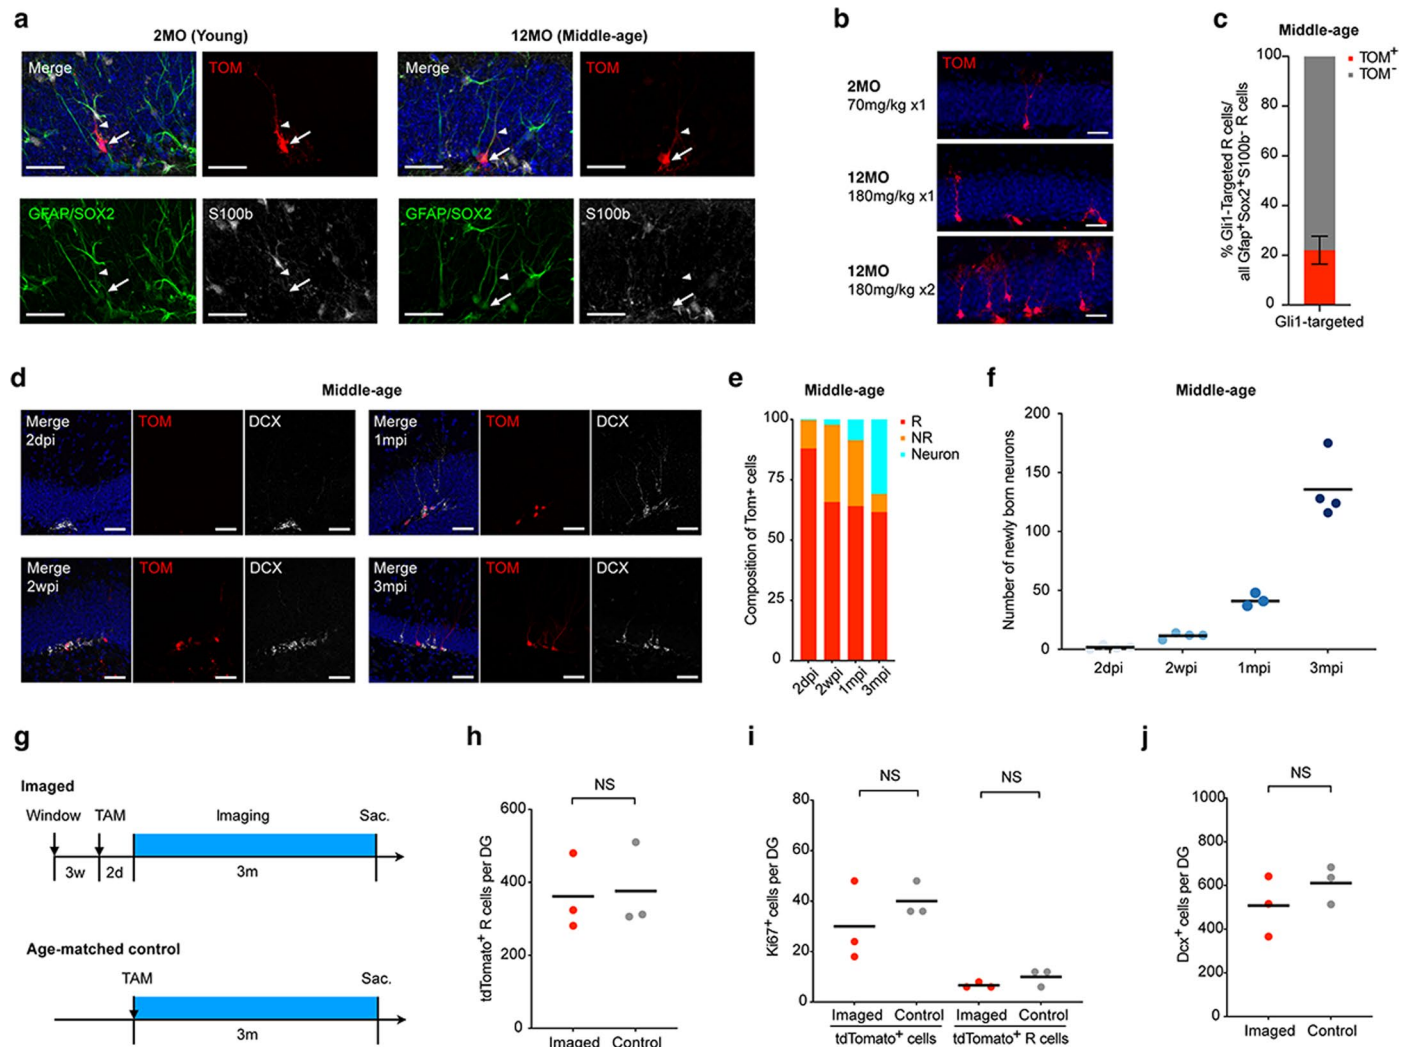 a
2MO (Young)
12MO (Middle-age)
Merge
TOM
Merge
TOM
GFAP/SOX2
S100b
GFAP/SOX2
S100b
b
TOM
2MO
70mg/kg x1
12MO
180mg/kg x1
12MO
180mg/kg x2
c
Middle-age
TOM+
TOM-
% Gli1-Targeted R cells/
all Gfap+Sox2+S100b- R cells
100
80
60
40
20
0
Gli1-targeted
d
Middle-age
Merge
2dpi
TOM
DCX
Merge
1mpi
TOM
DCX
Merge
2wpi
TOM
DCX
Merge
3mpi
TOM
DCX
e
Middle-age
R
NR
Neuron
Composition of Tom+ cells
100
75
50
25
0
2dpi
2wpi
1mpi
3mpi
f
Middle-age
Number of newly born neurons
200
150
100
50
0
2dpi
2wpi
1mpi
3mpi
g
Imaged
Window
TAM
Imaging
Sac.
3w
2d
3m
Age-matched control
TAM
Sac.
3m
h
NS
tdTomato+ R cells per DG
600
400
200
0
Imaged
Control
i
NS
NS
Ki67+ cells per DG
80
60
40
20
0
Imaged Control
Imaged Control
tdTomato+ cells
tdTomato+ R cells
j
NS
Dcx+ cells per DG
1000
800
600
400
200
0
Imaged
Control